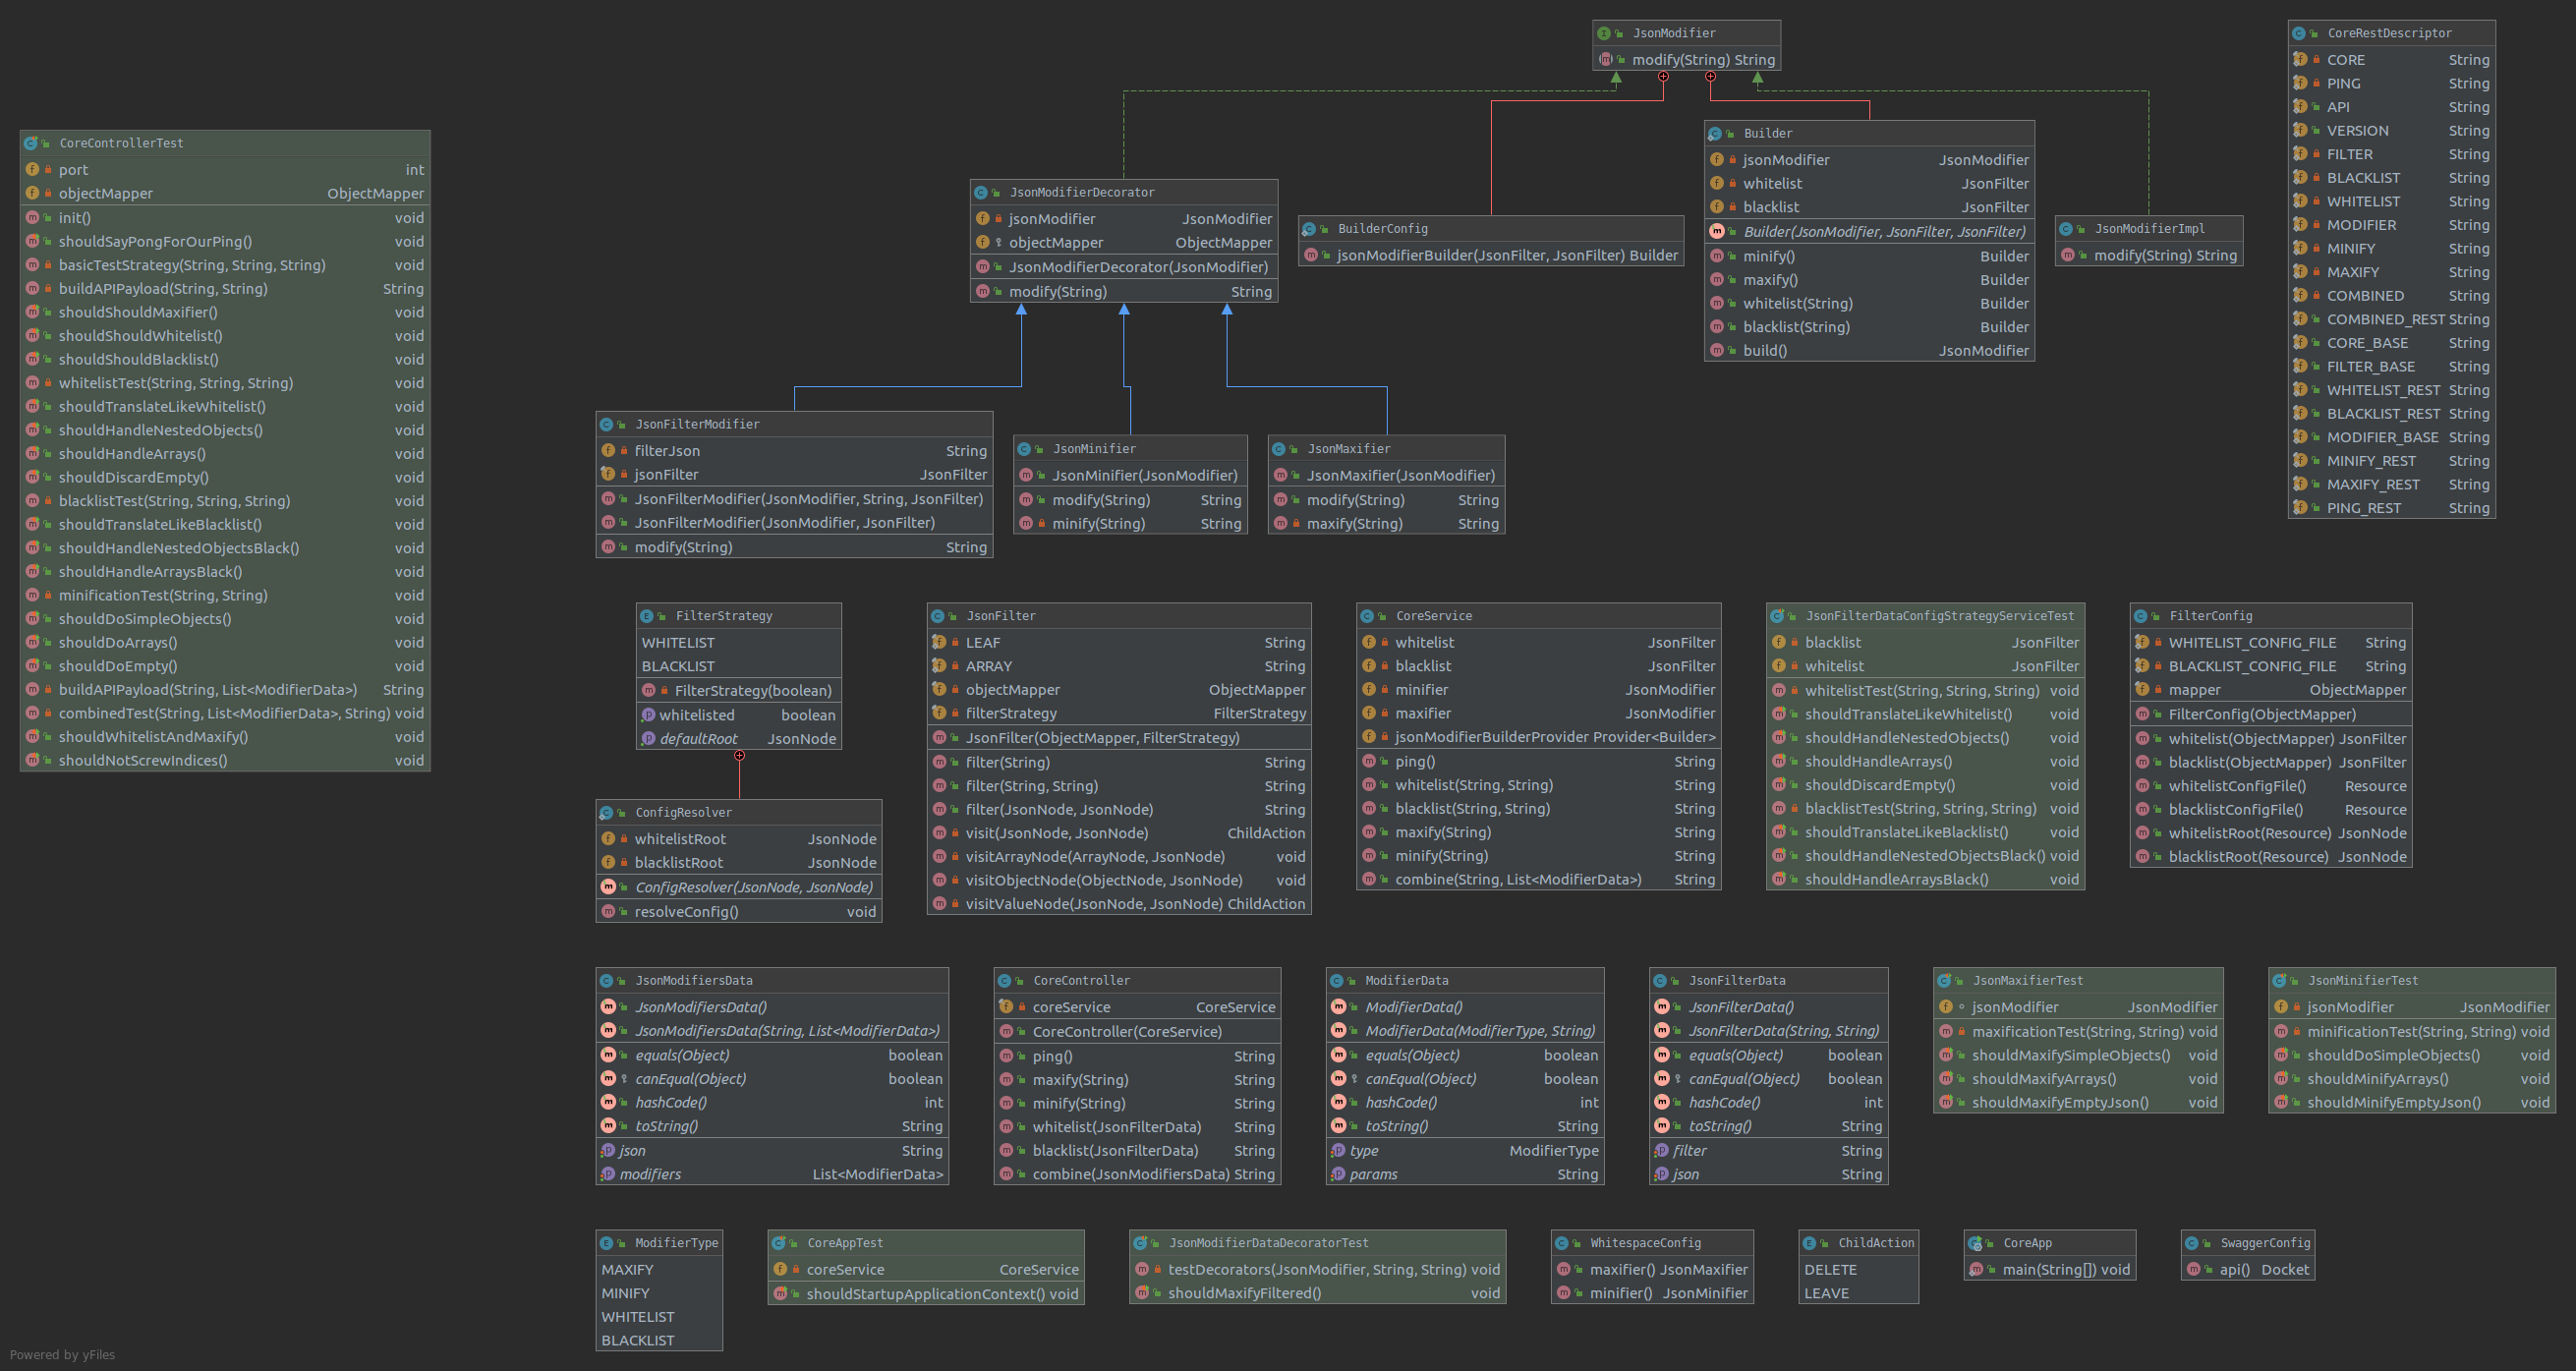 JsonModifier
modify(String) String
CoreRestDescriptor
CORE String
PING String
API String
VERSION String
FILTER String
BLACKLIST String
WHITELIST String
MODIFIER String
MINIFY String
MAXIFY String
COMBINED String
COMBINED_REST String
CORE_BASE String
FILTER_BASE String
WHITELIST_REST String
BLACKLIST_REST String
MODIFIER_BASE String
MINIFY_REST String
MAXIFY_REST String
PING_REST String
CoreControllerTest
port int
objectMapper ObjectMapper
init() void
shouldSayPongForOurPing() void
basicTestStrategy(String, String, String) void
buildAPIPayload(String, String) String
shouldShouldMaxifier() void
shouldShouldWhitelist() void
shouldShouldBlacklist() void
whitelistTest(String, String, String) void
shouldTranslateLikeWhitelist() void
shouldHandleNestedObjects() void
shouldHandleArrays() void
shouldDiscardEmpty() void
blacklistTest(String, String, String) void
shouldTranslateLikeBlacklist() void
shouldHandleNestedObjectsBlack() void
shouldHandleArraysBlack() void
minificationTest(String, String) void
shouldDoSimpleObjects() void
shouldDoArrays() void
shouldDoEmpty() void
buildAPIPayload(String, List<ModifierData>) String
combinedTest(String, List<ModifierData>, String) void
shouldWhitelistAndMaxify() void
shouldNotScrewIndices() void
JsonModifierDecorator
jsonModifier JsonModifier
objectMapper ObjectMapper
JsonModifierDecorator(JsonModifier)
modify(String) String
BuilderConfig
jsonModifierBuilder(JsonFilter, JsonFilter) Builder
Builder
jsonModifier JsonModifier
whitelist JsonFilter
blacklist JsonFilter
Builder(JsonModifier, JsonFilter, JsonFilter)
minify() Builder
maxify() Builder
whitelist(String) Builder
blacklist(String) Builder
build() JsonModifier
JsonModifierImpl
modify(String) String
JsonFilterModifier
filterJson String
jsonFilter JsonFilter
JsonFilterModifier(JsonModifier, String, JsonFilter)
JsonFilterModifier(JsonModifier, JsonFilter)
modify(String) String
JsonMinifier
JsonMinifier(JsonModifier)
modify(String) String
minify(String) String
JsonMaxifier
JsonMaxifier(JsonModifier)
modify(String) String
maxify(String) String
FilterStrategy
WHITELIST
BLACKLIST
FilterStrategy(boolean)
whitelisted boolean
defaultRoot JsonNode
ConfigResolver
whitelistRoot JsonNode
blacklistRoot JsonNode
ConfigResolver(JsonNode, JsonNode)
resolveConfig() void
JsonFilter
LEAF String
ARRAY String
objectMapper ObjectMapper
filterStrategy FilterStrategy
JsonFilter(ObjectMapper, FilterStrategy)
filter(String) String
filter(String, String) String
filter(JsonNode, JsonNode) String
visit(JsonNode, JsonNode) ChildAction
visitArrayNode(ArrayNode, JsonNode) void
visitObjectNode(ObjectNode, JsonNode) void
visitValueNode(JsonNode, JsonNode) ChildAction
CoreService
whitelist JsonFilter
blacklist JsonFilter
minifier JsonModifier
maxifier JsonModifier
jsonModifierBuilderProvider Provider<Builder>
ping() String
whitelist(String, String) String
blacklist(String, String) String
maxify(String) String
minify(String) String
combine(String, List<ModifierData>) String
JsonFilterDataConfigStrategyServiceTest
blacklist JsonFilter
whitelist JsonFilter
whitelistTest(String, String, String) void
shouldTranslateLikeWhitelist() void
shouldHandleNestedObjects() void
shouldHandleArrays() void
shouldDiscardEmpty() void
blacklistTest(String, String, String) void
shouldTranslateLikeBlacklist() void
shouldHandleNestedObjectsBlack() void
shouldHandleArraysBlack() void
FilterConfig
WHITELIST_CONFIG_FILE String
BLACKLIST_CONFIG_FILE String
mapper ObjectMapper
FilterConfig(ObjectMapper)
whitelist(ObjectMapper) JsonFilter
blacklist(ObjectMapper) JsonFilter
whitelistConfigFile() Resource
blacklistConfigFile() Resource
whitelistRoot(Resource) JsonNode
blacklistRoot(Resource) JsonNode
JsonModifiersData
JsonModifiersData()
JsonModifiersData(String, List<ModifierData>)
equals(Object) boolean
canEqual(Object) boolean
hashCode() int
toString() String
json String
modifiers List<ModifierData>
CoreController
coreService CoreService
CoreController(CoreService)
ping() String
maxify(String) String
minify(String) String
whitelist(JsonFilterData) String
blacklist(JsonFilterData) String
combine(JsonModifiersData) String
ModifierData
ModifierData()
ModifierData(ModifierType, String)
equals(Object) boolean
canEqual(Object) boolean
hashCode() int
toString() String
type ModifierType
params String
JsonFilterData
JsonFilterData()
JsonFilterData(String, String)
equals(Object) boolean
canEqual(Object) boolean
hashCode() int
toString() String
filter String
json String
JsonMaxifierTest
jsonModifier JsonModifier
maxificationTest(String, String) void
shouldMaxifySimpleObjects() void
shouldMaxifyArrays() void
shouldMaxifyEmptyJson() void
JsonMinifierTest
jsonModifier JsonModifier
minificationTest(String, String) void
shouldDoSimpleObjects() void
shouldMinifyArrays() void
shouldMinifyEmptyJson() void
ModifierType
MAXIFY
MINIFY
WHITELIST
BLACKLIST
CoreAppTest
coreService CoreService
shouldStartupApplicationContext() void
JsonModifierDataDecoratorTest
testDecorators(JsonModifier, String, String) void
shouldMaxifyFiltered() void
WhitespaceConfig
maxifier() JsonMaxifier
minifier() JsonMinifier
ChildAction
DELETE
LEAVE
CoreApp
main(String[]) void
SwaggerConfig
api() Docket
Powered by yFiles